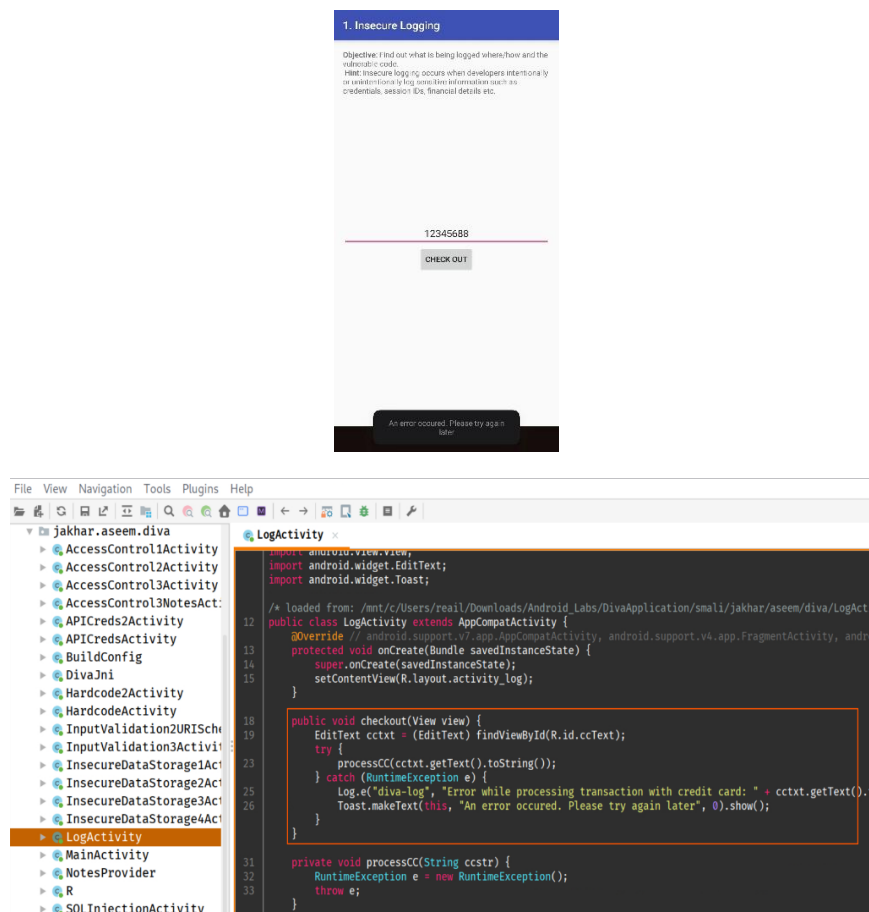 1. Insecure Logging
Objective: Find out what is being logged where/how and the
vulnerable code.
Hint: Insecure logging occurs when developers intentionally
or unintentionally log sensitive information such as
credentials, session IDs, financial details etc.
12345688
CHECK OUT
An error occured. Please try again
later
File View Navigation Tools Plugins Help
jakhar.aseem.diva
AccessControl1Activity
AccessControl2Activity
AccessControl3Activity
AccessControl3NotesAct
APICreds2Activity
APICredsActivity
BuildConfig
DivaJni
Hardcode2Activity
HardcodeActivity
InputValidation2URISche
InputValidation3Activit
InsecureDataStorage1Act
InsecureDataStorage2Act
InsecureDataStorage3Act
InsecureDataStorage4Act
LogActivity
MainActivity
NotesProvider
R
SQLInjectionActivity
LogActivity ×
import android.view.View;
import android.widget.EditText;
import android.widget.Toast;
/* loaded from: /mnt/c/Users/reail/Downloads/Android_Labs/DivaApplication/smali/jakhar/aseem/diva/LogAct
12 public class LogActivity extends AppCompatActivity {
@Override // android.support.v7.app.AppCompatActivity, android.support.v4.app.FragmentActivity, andr
13 protected void onCreate(Bundle savedInstanceState) {
14 super.onCreate(savedInstanceState);
15 setContentView(R.layout.activity_log);
}
18 public void checkout(View view) {
19 EditText cctxt = (EditText) findViewById(R.id.ccText);
try {
23 processCC(cctxt.getText().toString());
} catch (RuntimeException e) {
25 Log.e("diva-log", "Error while processing transaction with credit card: " + cctxt.getText().
26 Toast.makeText(this, "An error occured. Please try again later", 0).show();
}
}
31 private void processCC(String ccstr) {
32 RuntimeException e = new RuntimeException();
33 throw e;
}